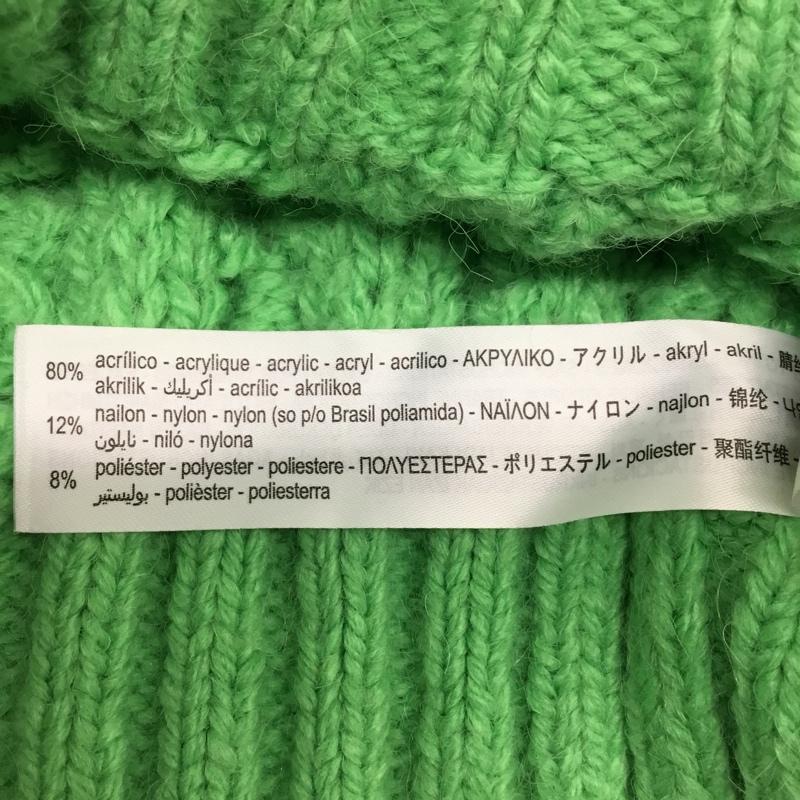 80% acrílico - acrylique - acrylic - acryl - acrilico - ΑΚΡΥΛΙΚΟ - アクリル - akryl - akril -
akrilik - أكريليك - acrílic - akrilikoa
12% nailon - nylon - nylon (so p/o Brasil poliamida) - ΝΑΪΛΟΝ - ナイロン - najlon - 锦纶 -
نايلون - niló - nylona
8% poliéster - polyester - poliestere - ΠΟΛΥΕΣΤΕΡΑΣ - ポリエステル - poliester - 聚酯纤维 -
بوليستير - polièster - poliesterra